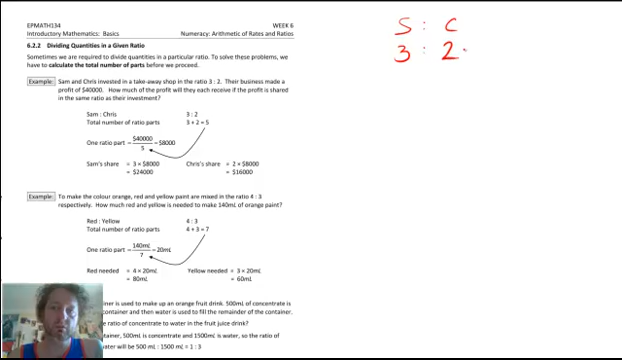 EPMATH134
WEEK 6
Introductory Mathematics: Basics
Numeracy: Arithmetic of Rates and Ratios
6.2.2 Dividing Quantities in a Given Ratio
Sometimes we are required to divide quantities in a particular ratio. To solve these problems, we
have to calculate the total number of parts before we proceed.
Example: Sam and Chris invested in a take-away shop in the ratio 3 : 2. Their business made a
profit of $40000. How much of the profit will they each receive if the profit is shared
in the same ratio as their investment?
Sam : Chris 3 : 2
Total number of ratio parts 3 + 2 = 5
One ratio part = $40000 / 5 = $8000
Sam's share = 3 × $8000 Chris's share = 2 × $8000
= $24000 = $16000
Example: To make the colour orange, red and yellow paint are mixed in the ratio 4 : 3
respectively. How much red and yellow is needed to make 140mL of orange paint?
Red : Yellow 4 : 3
Total number of ratio parts 4 + 3 = 7
One ratio part = 140mL / 7 = 20mL
Red needed = 4 × 20mL Yellow needed = 3 × 20mL
= 80mL = 60mL
iner is used to make up an orange fruit drink. 500mL of concentrate is
container and then water is used to fill the remainder of the container.
e ratio of concentrate to water in the fruit juice drink?
tainer, 500mL is concentrate and 1500mL is water, so the ratio of
ater will be 500 mL : 1500 mL = 1 : 3
S : C
3 : 2